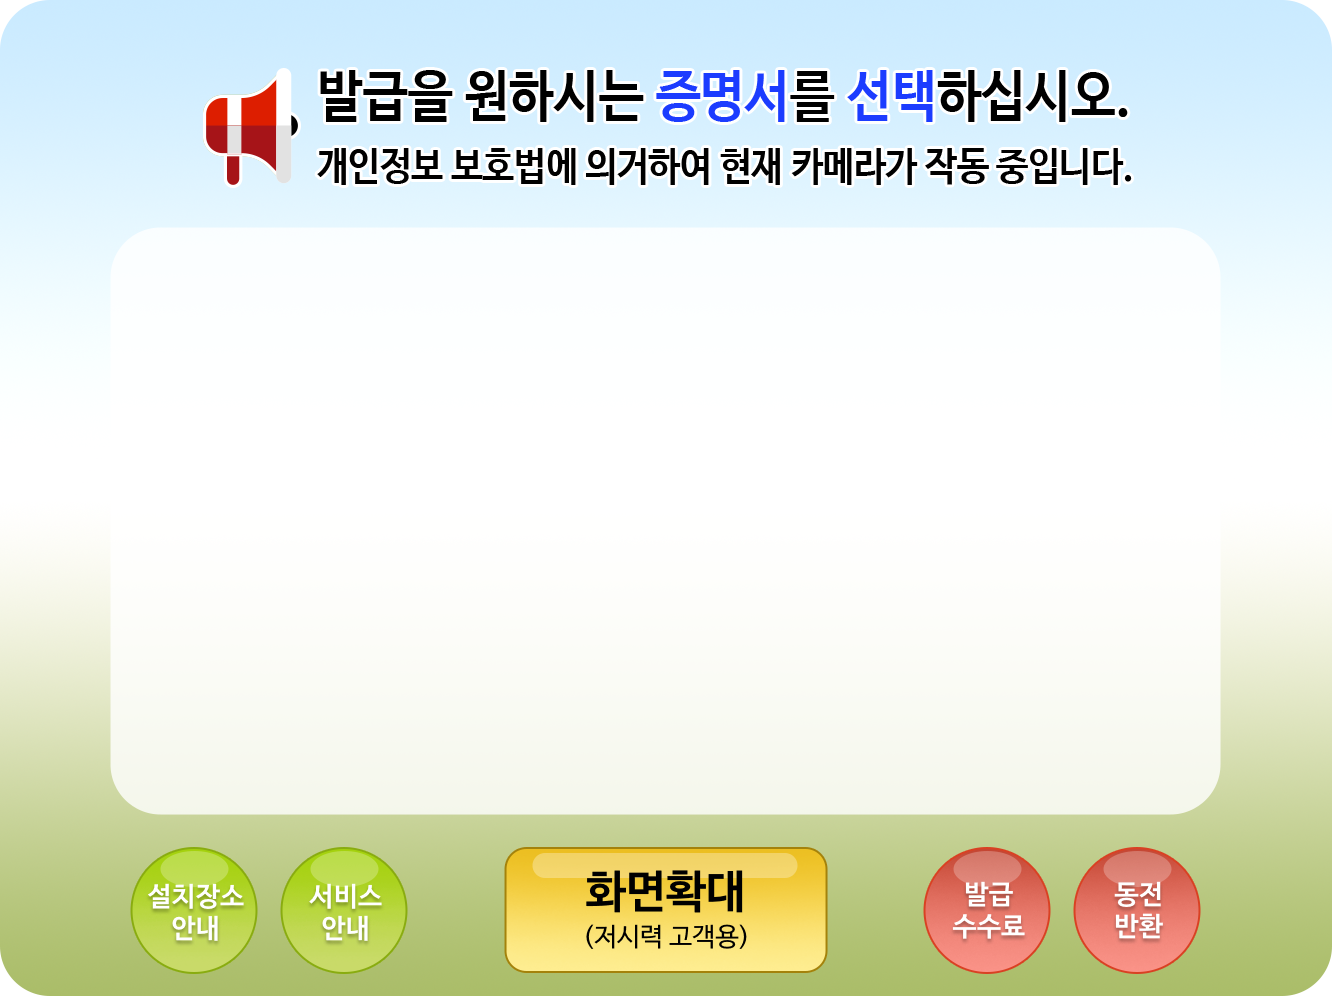 발급을 원하시는 증명서를 선택하십시오.
개인정보 보호법에 의거하여 현재 카메라가 작동 중입니다.
설치장소
안내
서비스
안내
화면확대
(저시력 고객용)
발급
수수료
동전
반환